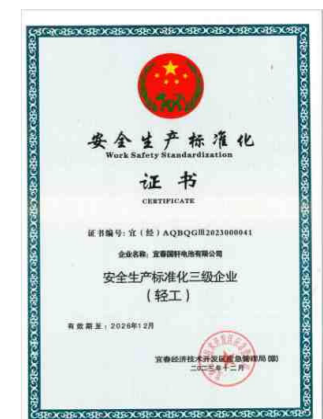 安全生产标准化
Work Safety Standardization
证书
CERTIFICATE
证书编号：宜（经）AQBQGⅢ2023000041
企业名称：宜春国轩电池有限公司
安全生产标准化三级企业
（轻工）
有效期至：2026年12月
宜春经济技术开发区应急管理局
二〇二三年十二月